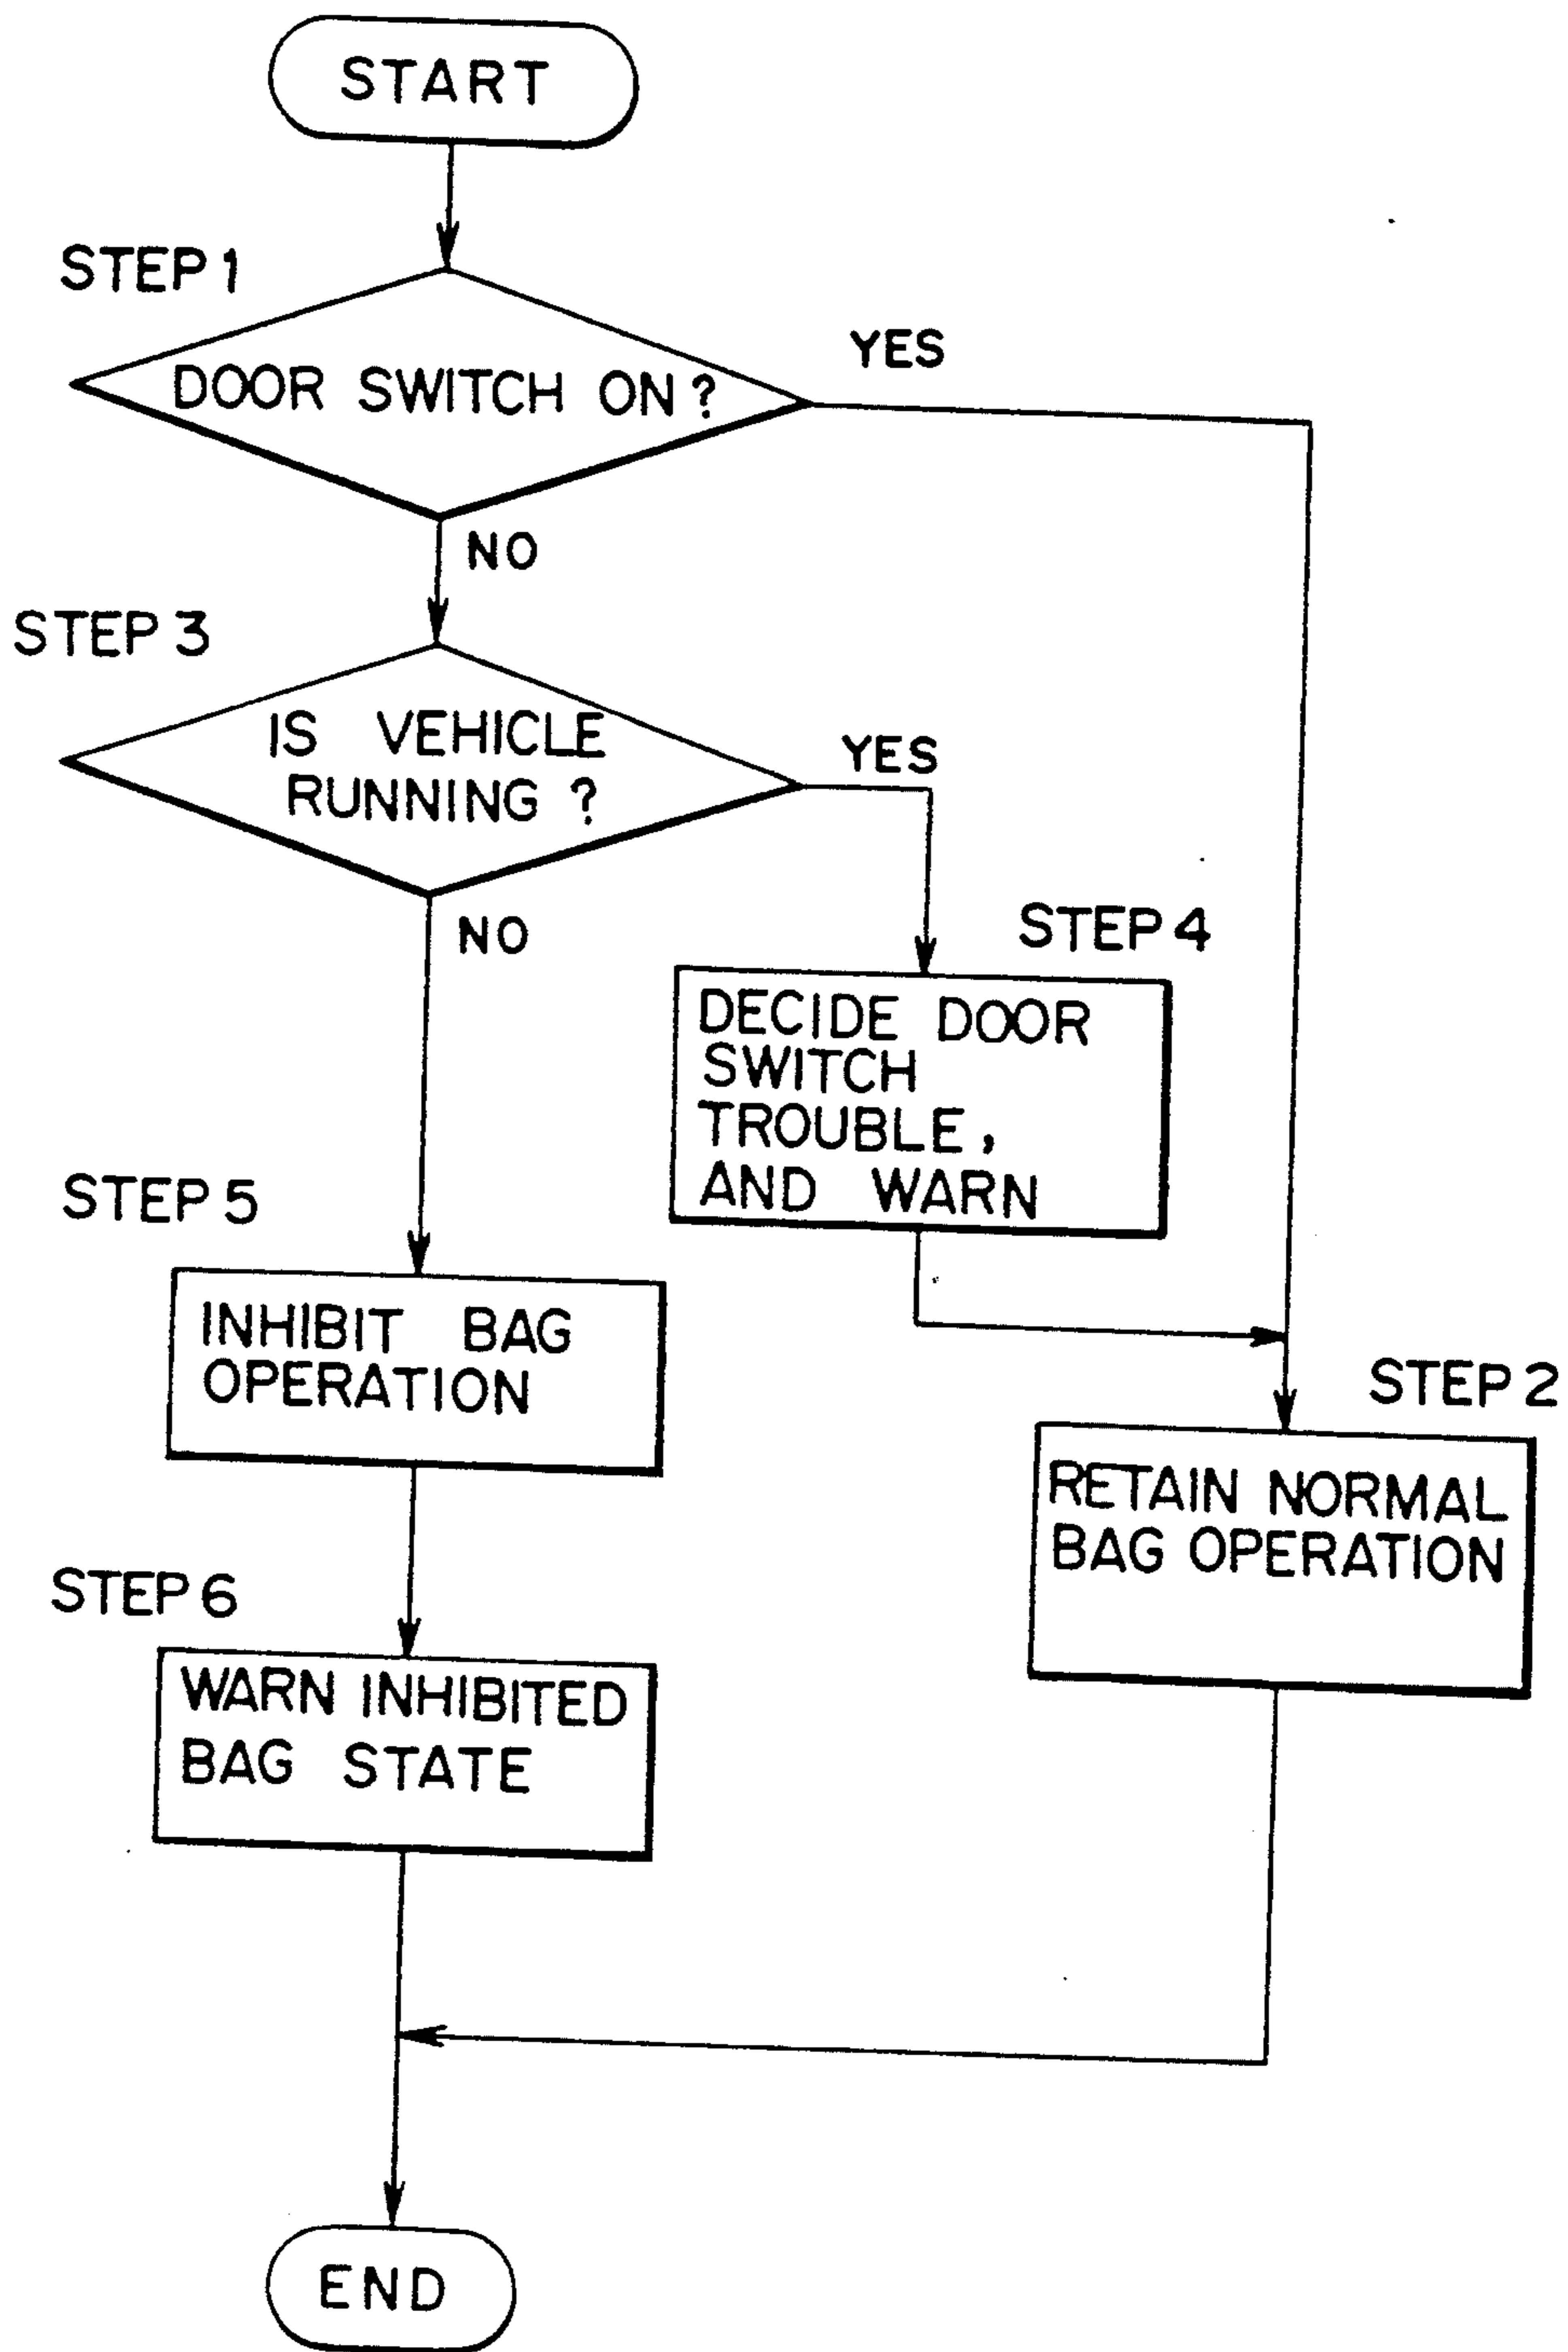 START
STEP 1
DOOR SWITCH ON?
YES
NO
STEP 3
IS VEHICLE
RUNNING ?
YES
NO
STEP 4
DECIDE DOOR
SWITCH
TROUBLE,
AND WARN
STEP 5
INHIBIT BAG
OPERATION
STEP 2
RETAIN NORMAL
BAG OPERATION
STEP 6
WARN INHIBITED
BAG STATE
END